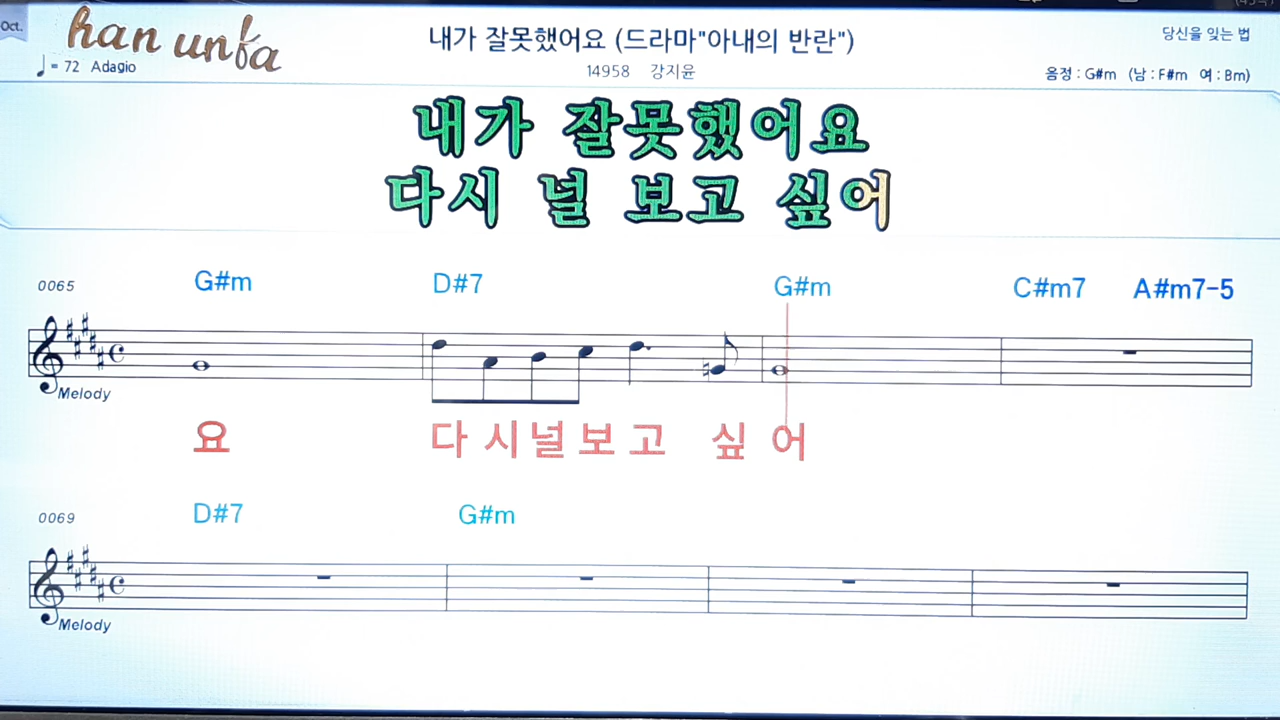 Oct.
han unfa
내가 잘못했어요 (드라마"아내의 반란")
당신을 잊는 법
♩ = 72 Adagio
14958 강지윤
음정 : G#m (남 : F#m 여 : Bm)
내가 잘못했어요
다시 널 보고 싶어
0065 G#m D#7 G#m C#m7 A#m7-5
Melody
요 다 시 널 보 고 싶 어
0069 D#7 G#m
Melody